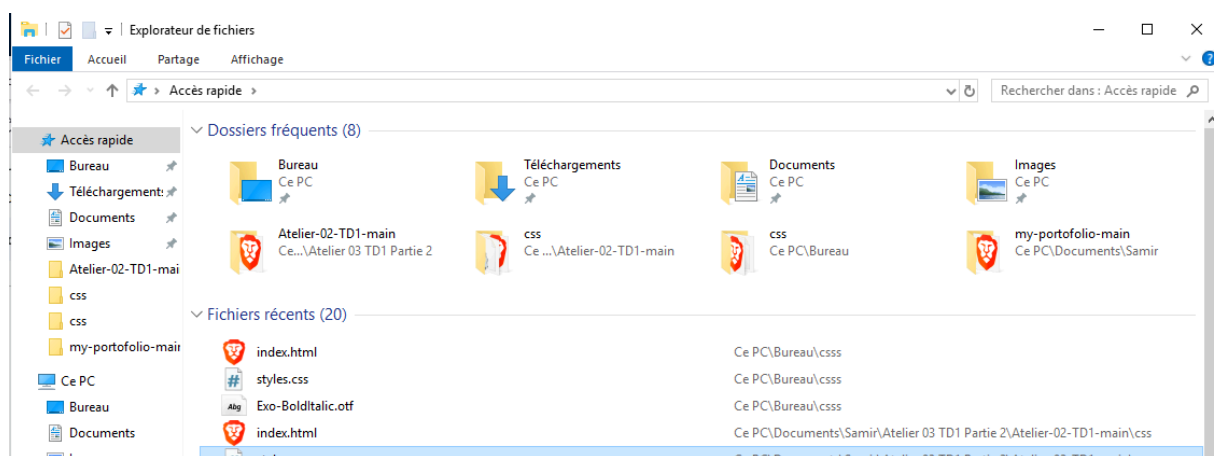 Explorateur de fichiers
Fichier Accueil Partage Affichage
Accès rapide
Rechercher dans : Accès rapide
Accès rapide
Bureau
Téléchargement
Documents
Images
Atelier-02-TD1-mai
css
css
my-portofolio-main
Ce PC
Bureau
Documents
Dossiers fréquents (8)
Bureau
Ce PC
Téléchargements
Ce PC
Documents
Ce PC
Images
Ce PC
Atelier-02-TD1-main
Ce...\Atelier 03 TD1 Partie 2
css
Ce ...\Atelier-02-TD1-main
css
Ce PC\Bureau
my-portofolio-main
Ce PC\Documents\Samir
Fichiers récents (20)
index.html Ce PC\Bureau\csss
# styles.css Ce PC\Bureau\csss
Abg Exo-BoldItalic.otf Ce PC\Bureau\csss
index.html Ce PC\Documents\Samir\Atelier 03 TD1 Partie 2\Atelier-02-TD1-main\css